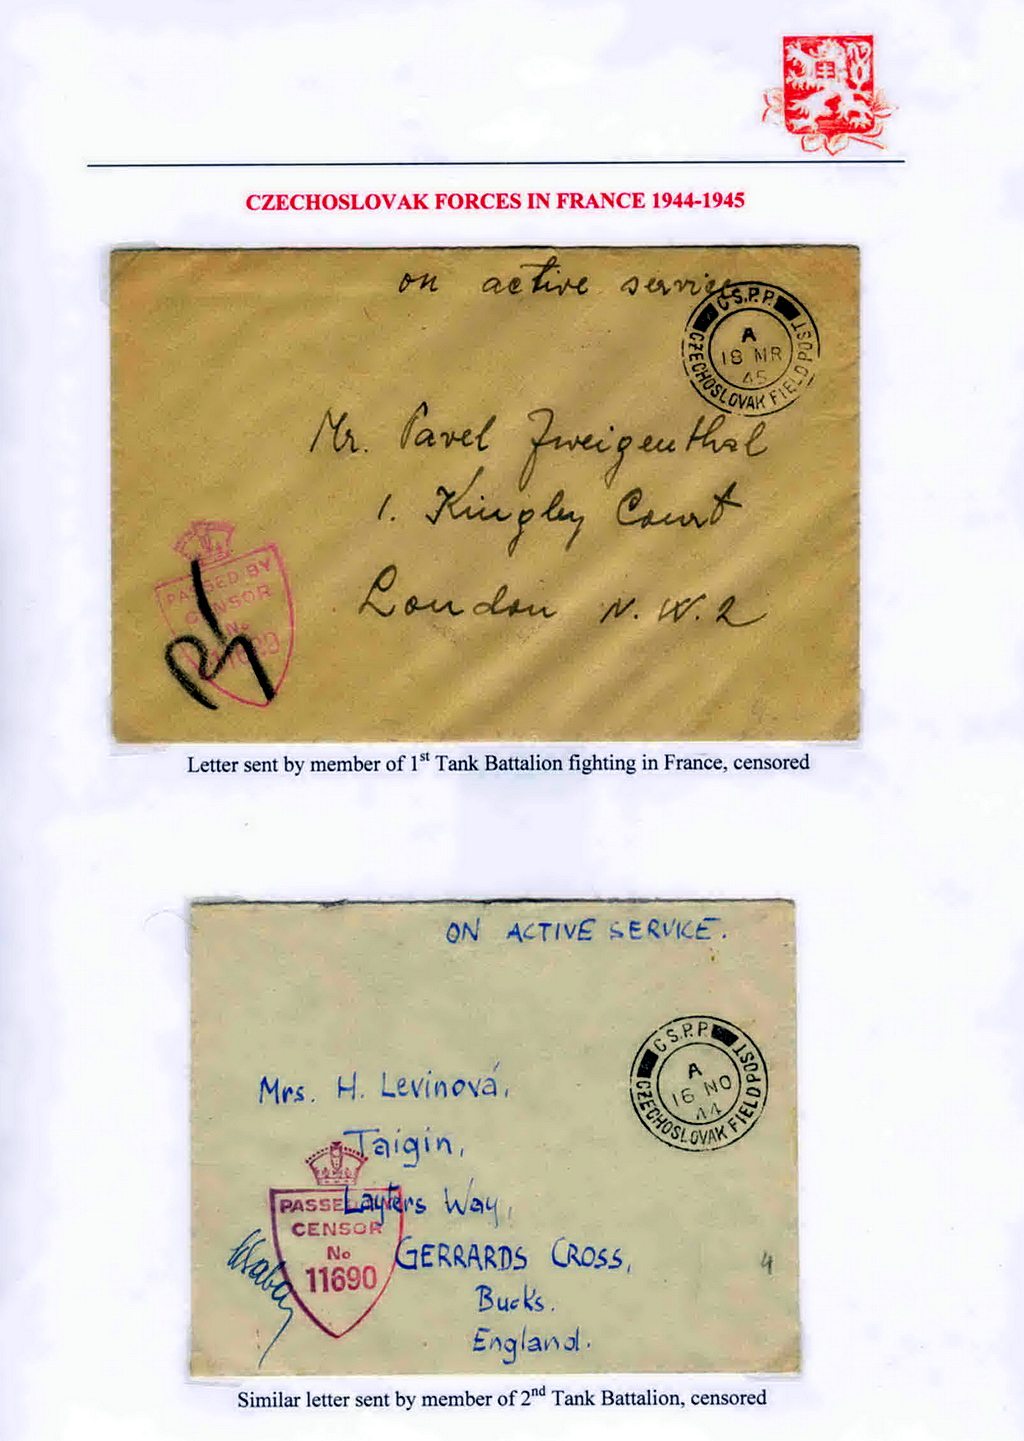 CZECHOSLOVAK FORCES IN FRANCE 1944-1945
on active service
C.S.P.P.
A
18 MR
45
CZECHOSLOVAK FIELD POST
Mr. Pavel Zweigenthal
1. Kingley Court
London N.W.2
PASSED BY
CENSOR
No
Letter sent by member of 1st Tank Battalion fighting in France, censored
ON ACTIVE SERVICE.
C.S.P.P.
A
16 NO
44
CZECHOSLOVAK FIELD POST
Mrs. H. Levinová,
Taigin,
Layters Way,
GERRARDS CROSS,
Bucks.
England.
PASSED BY
CENSOR
No
11690
4
Similar letter sent by member of 2nd Tank Battalion, censored